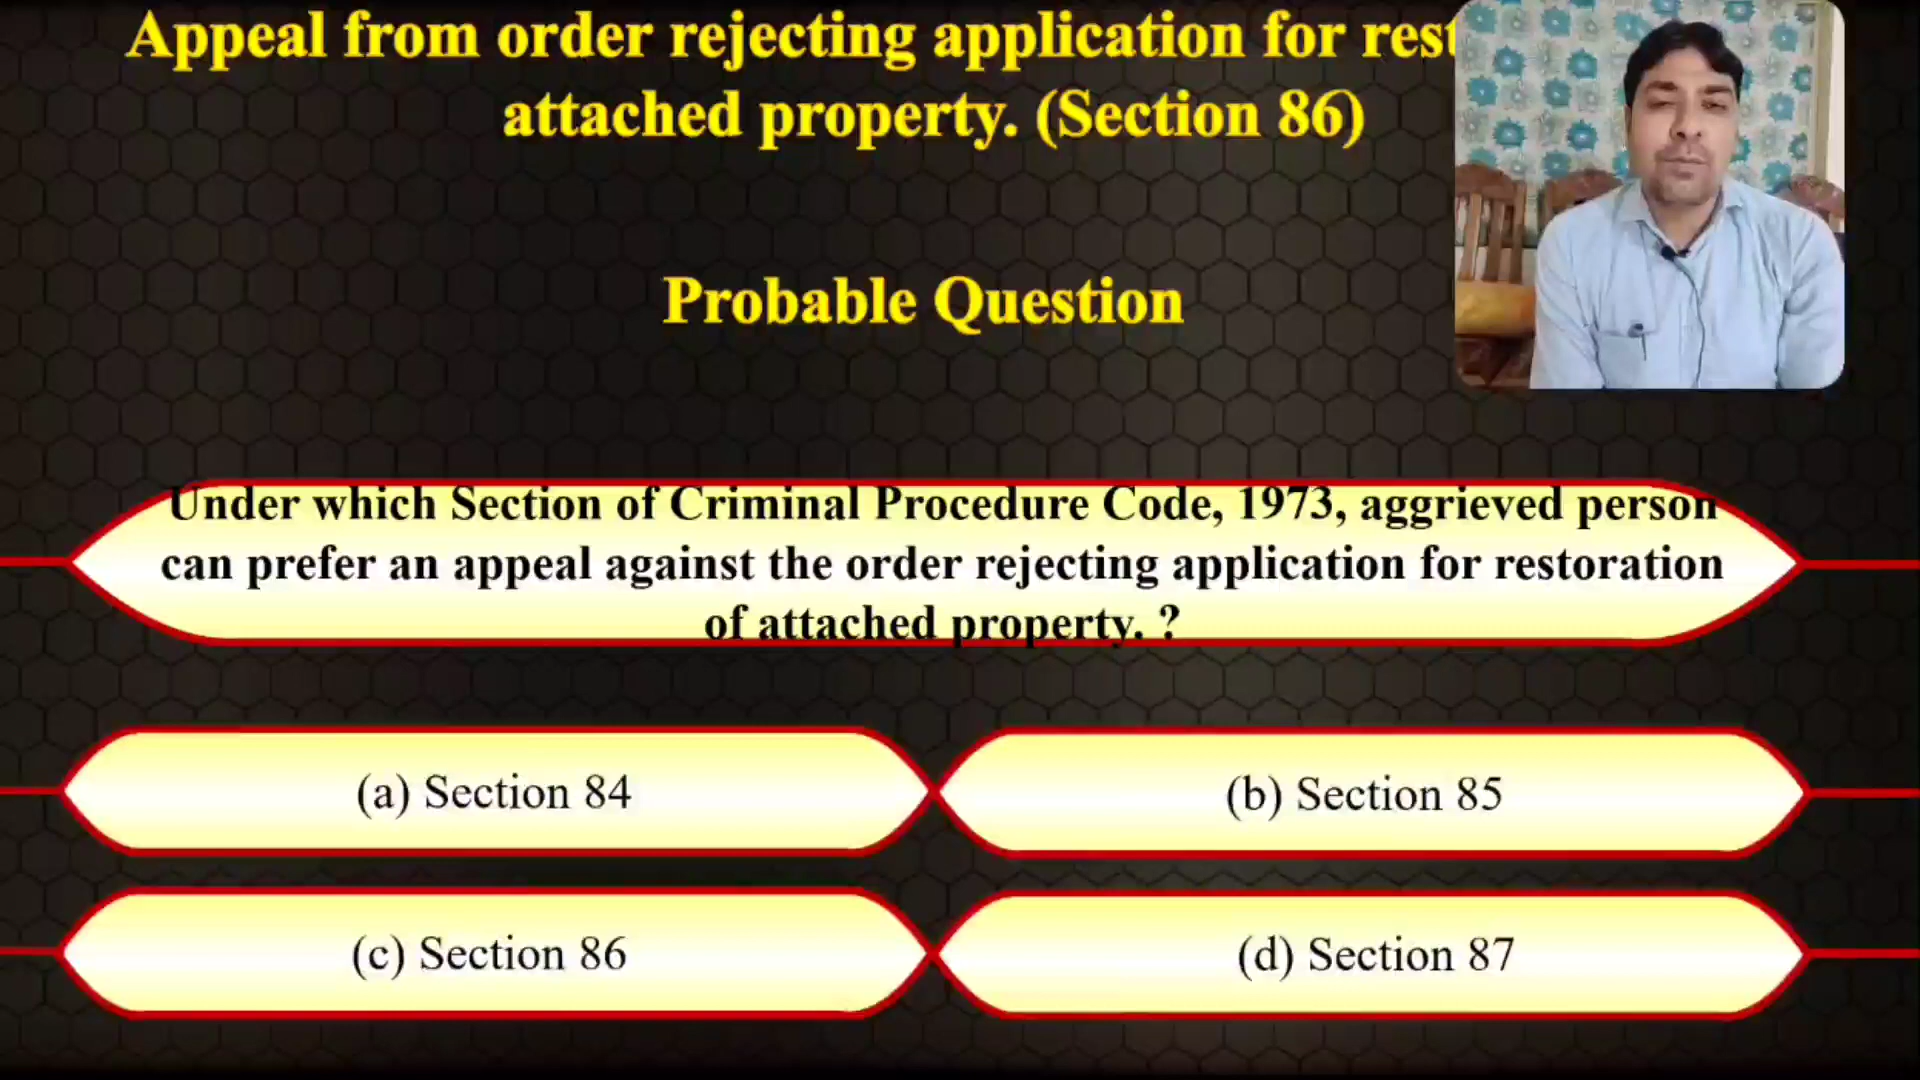 Appeal from order rejecting application for rest
attached property. (Section 86)
Probable Question
Under which Section of Criminal Procedure Code, 1973, aggrieved person
can prefer an appeal against the order rejecting application for restoration
of attached property. ?
(a) Section 84
(b) Section 85
(c) Section 86
(d) Section 87